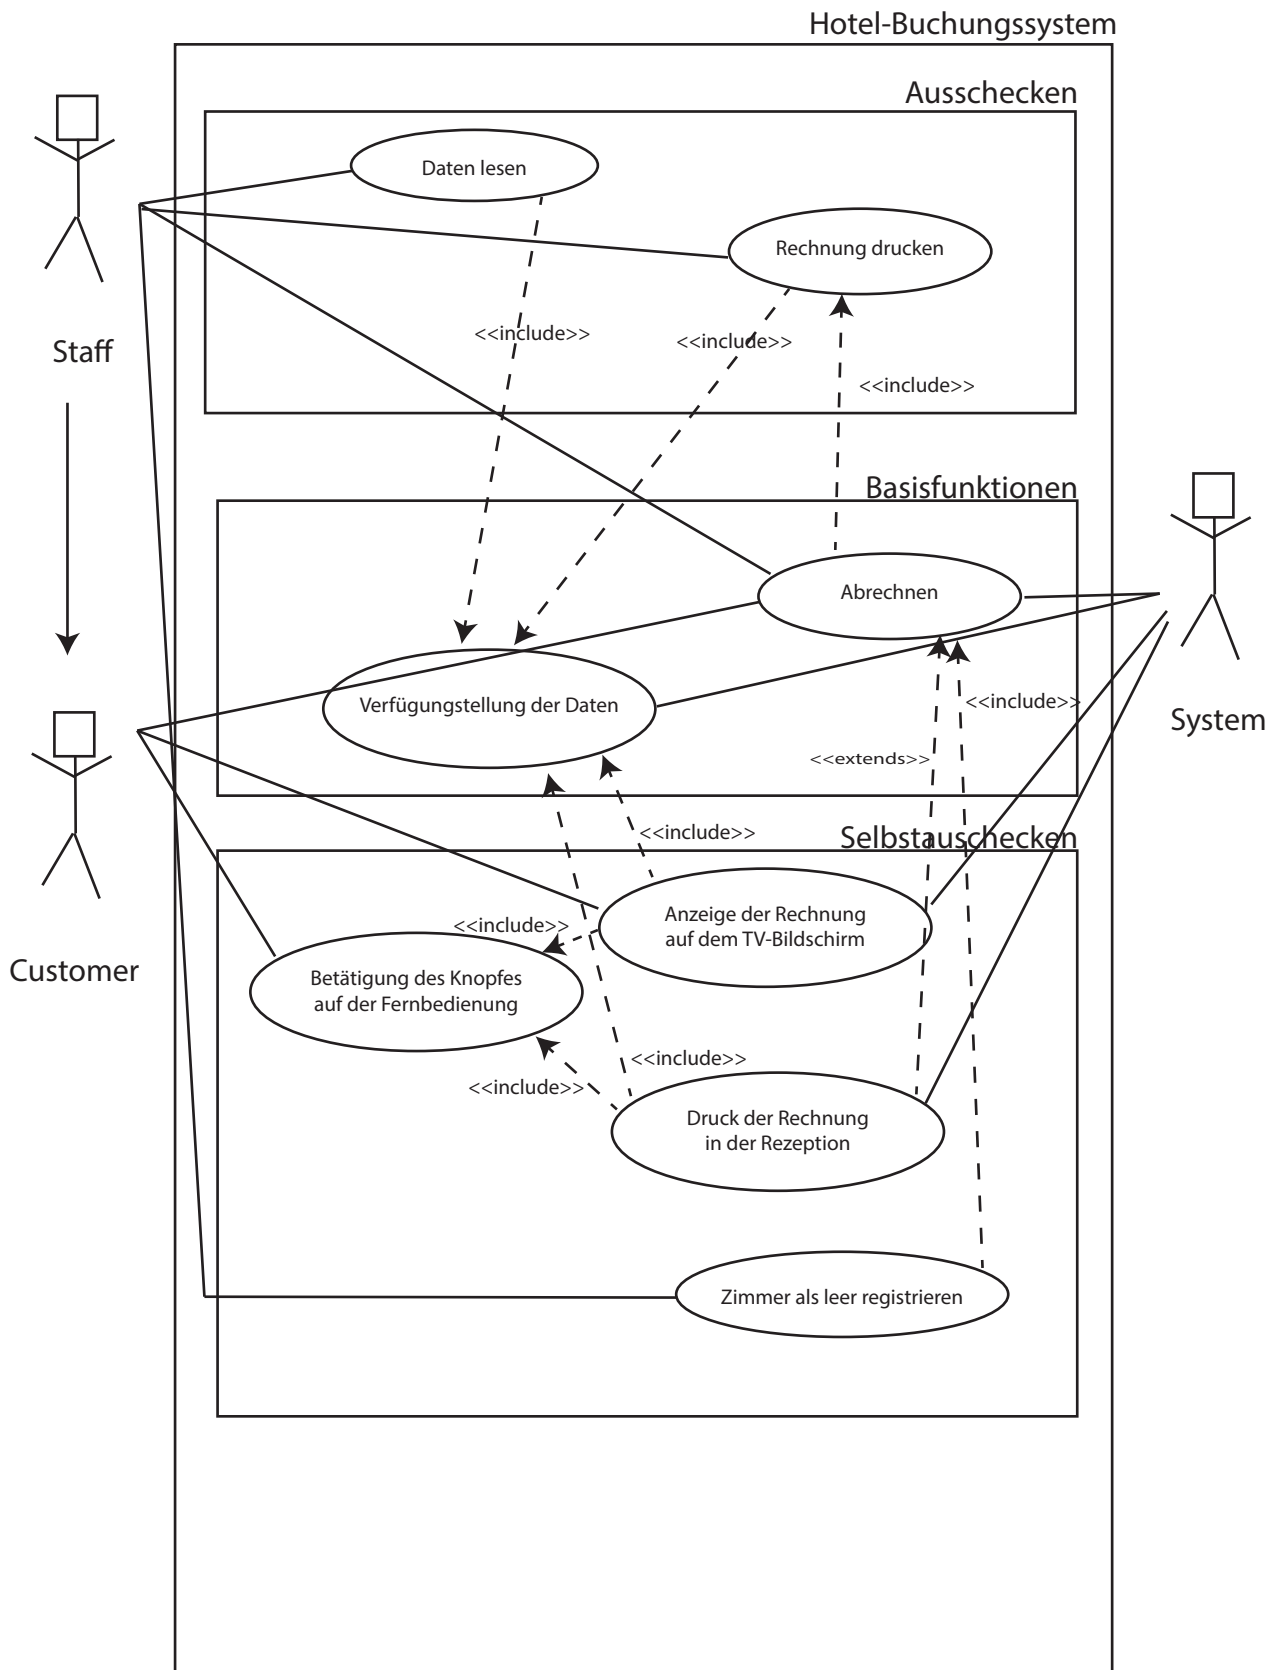 Hotel-Buchungssystem
Ausschecken
Daten lesen
Rechnung drucken
<<include>>
<<include>>
<<include>>
Staff
Basisfunktionen
Abrechnen
Verfügungstellung der Daten
<<include>>
<<extends>>
System
<<include>>
Selbstauschecken
Anzeige der Rechnung
auf dem TV-Bildschirm
<<include>>
Customer
Betätigung des Knopfes
auf der Fernbedienung
<<include>>
<<include>>
Druck der Rechnung
in der Rezeption
Zimmer als leer registrieren